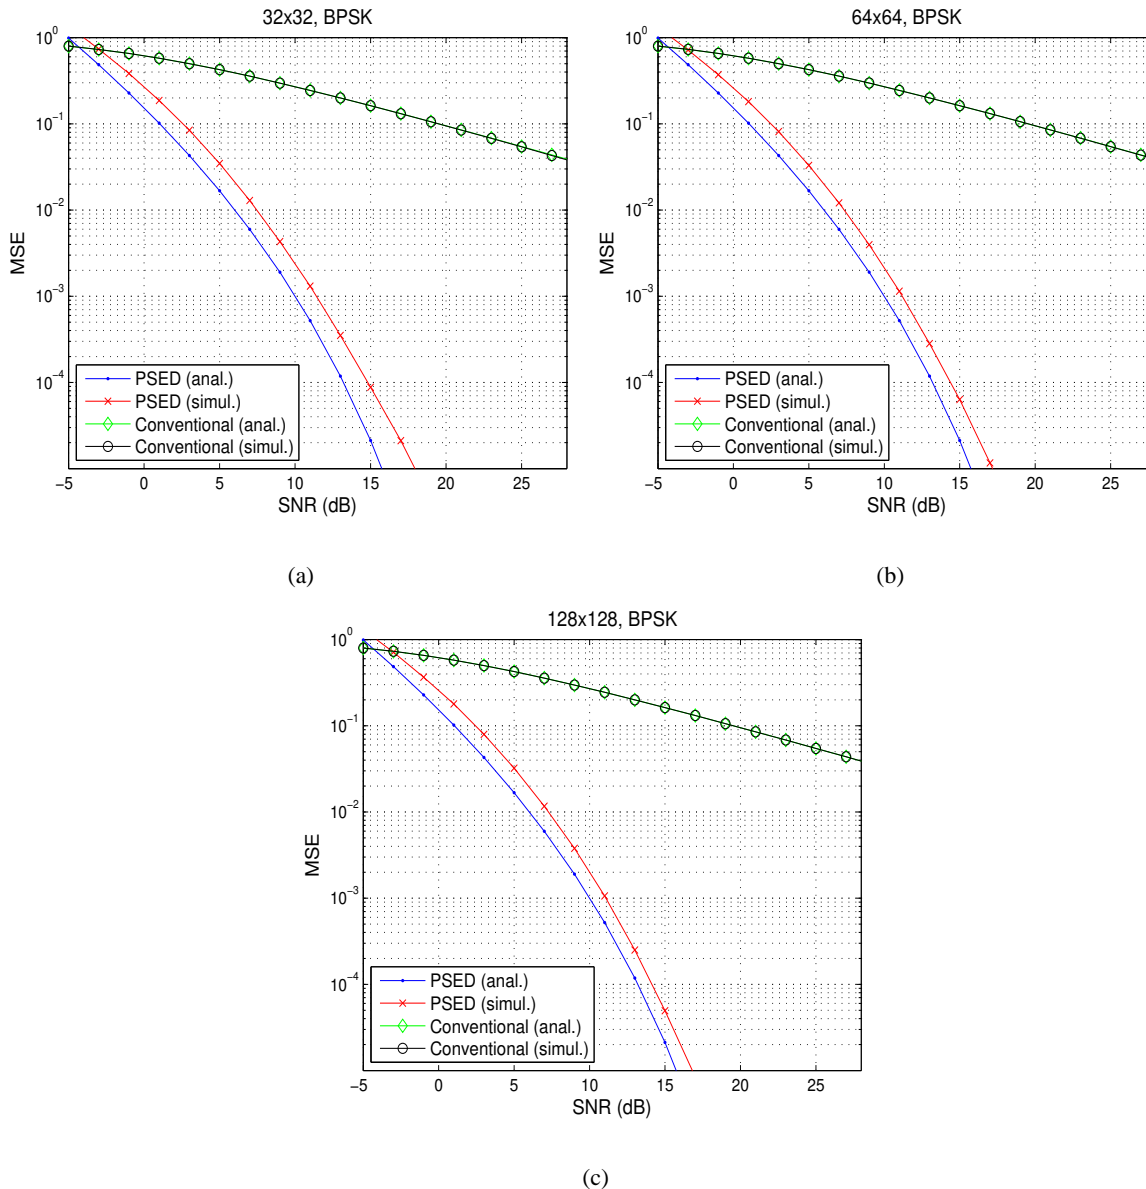 32x32, BPSK
10^0
10^-1
10^-2
10^-3
10^-4
MSE
PSED (anal.)
PSED (simul.)
Conventional (anal.)
Conventional (simul.)
-5 0 5 10 15 20 25
SNR (dB)
(a)
64x64, BPSK
10^0
10^-1
10^-2
10^-3
10^-4
MSE
PSED (anal.)
PSED (simul.)
Conventional (anal.)
Conventional (simul.)
-5 0 5 10 15 20 25
SNR (dB)
(b)
128x128, BPSK
10^0
10^-1
10^-2
10^-3
10^-4
MSE
PSED (anal.)
PSED (simul.)
Conventional (anal.)
Conventional (simul.)
-5 0 5 10 15 20 25
SNR (dB)
(c)